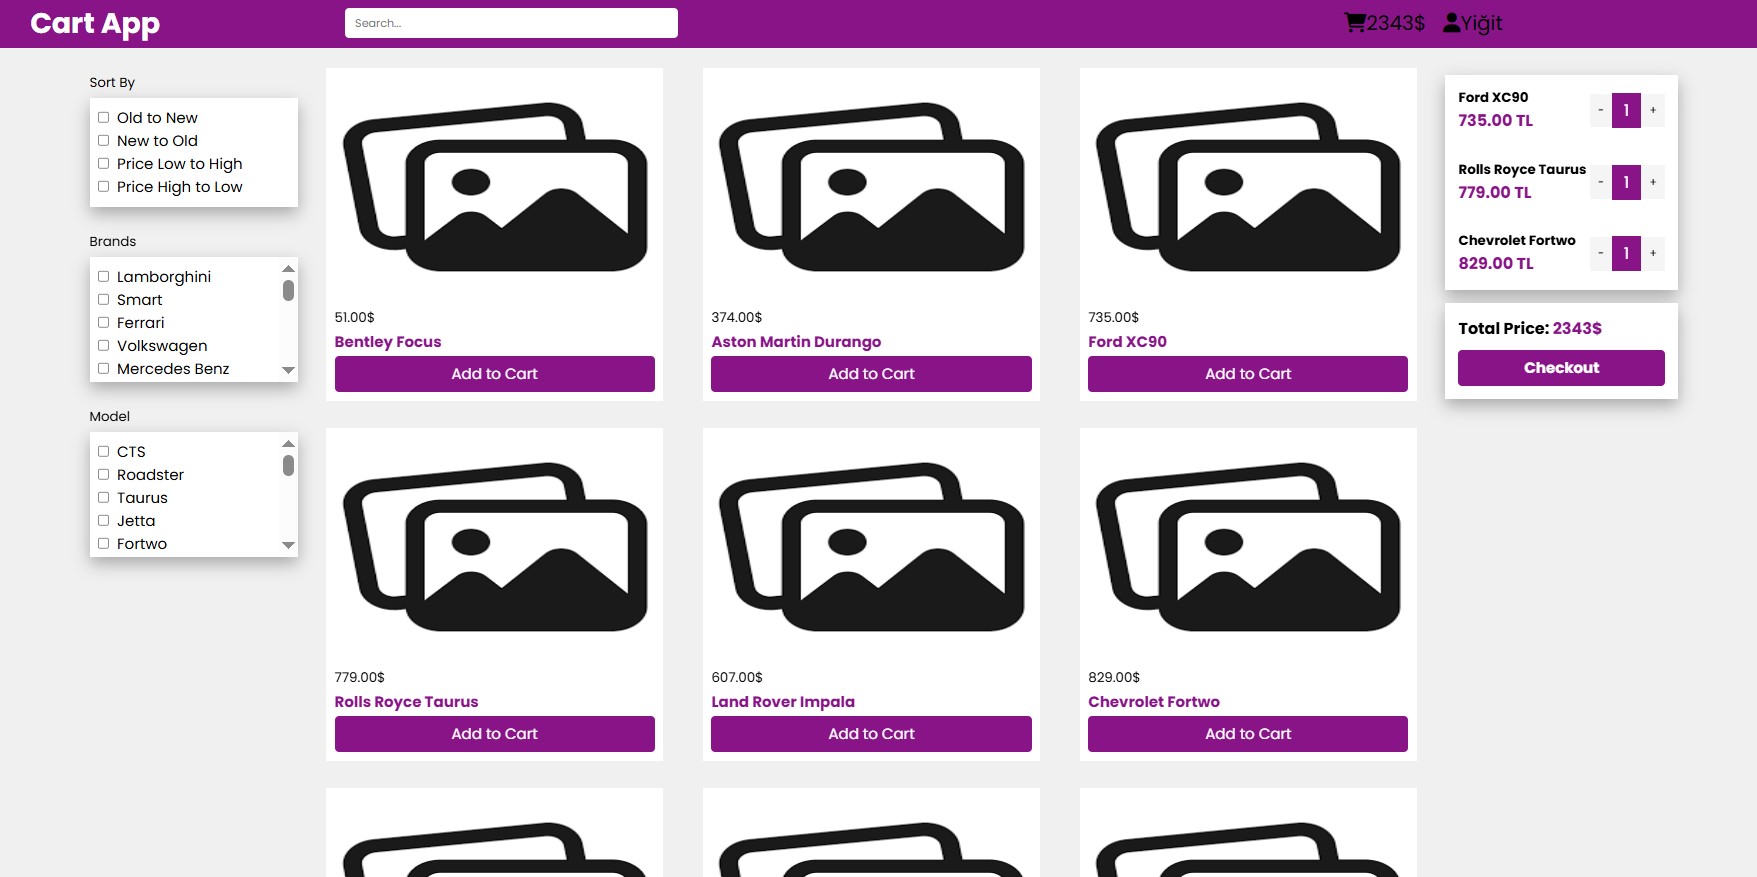 Cart App
Search...
2343$
Yiğit
Sort By
Old to New
New to Old
Price Low to High
Price High to Low
Brands
Lamborghini
Smart
Ferrari
Volkswagen
Mercedes Benz
Model
CTS
Roadster
Taurus
Jetta
Fortwo
51.00$
Bentley Focus
Add to Cart
374.00$
Aston Martin Durango
Add to Cart
735.00$
Ford XC90
Add to Cart
779.00$
Rolls Royce Taurus
Add to Cart
607.00$
Land Rover Impala
Add to Cart
829.00$
Chevrolet Fortwo
Add to Cart
Ford XC90
735.00 TL
- 1 +
Rolls Royce Taurus
779.00 TL
- 1 +
Chevrolet Fortwo
829.00 TL
- 1 +
Total Price: 2343$
Checkout